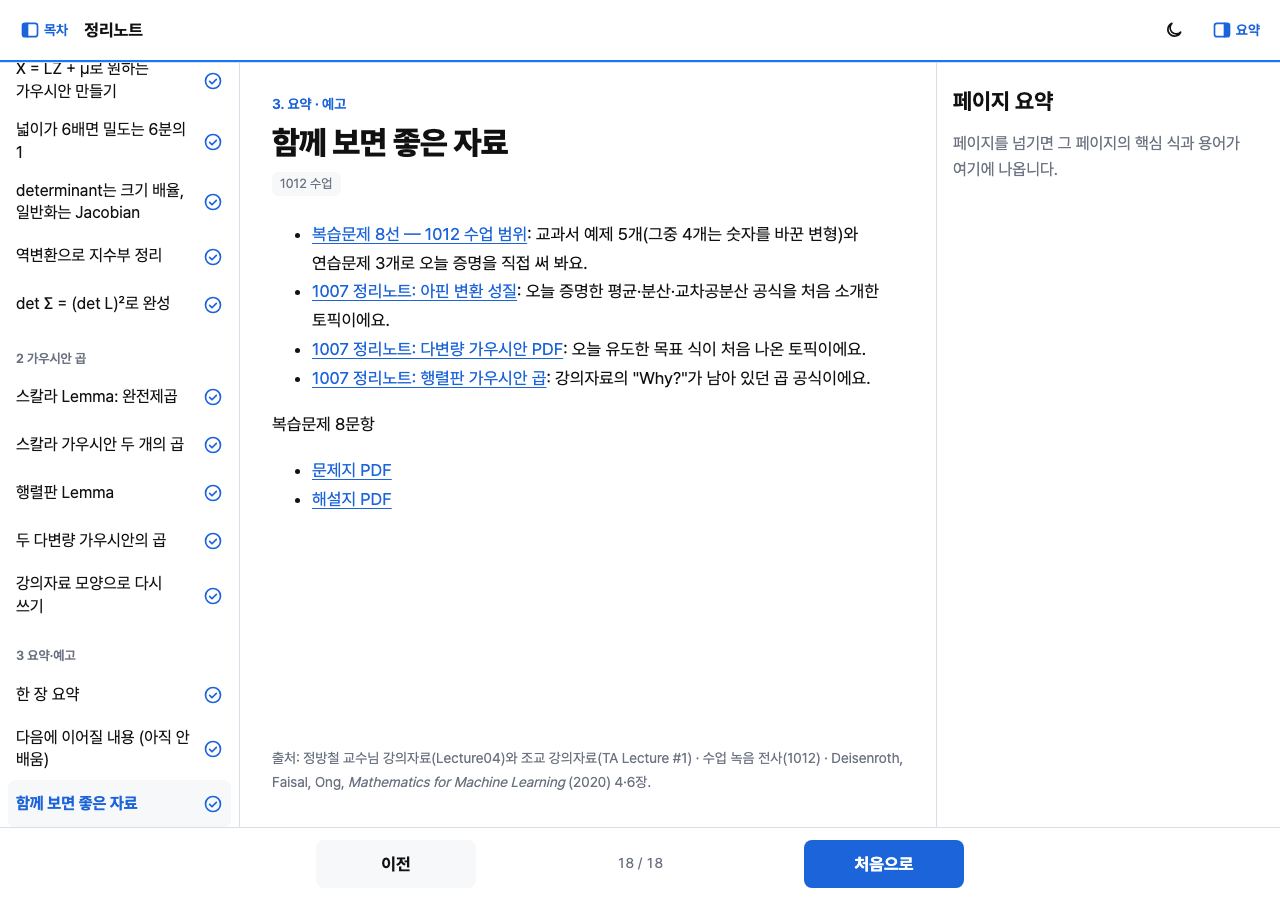 목차 정리노트 요약
X = LZ + μ로 원하는
가우시안 만들기
넓이가 6배면 밀도는 6분의
1
determinant는 크기 배율,
일반화는 Jacobian
역변환으로 지수부 정리
det Σ = (det L)²로 완성
2 가우시안 곱
스칼라 Lemma: 완전제곱
스칼라 가우시안 두 개의 곱
행렬판 Lemma
두 다변량 가우시안의 곱
강의자료 모양으로 다시
쓰기
3 요약·예고
한 장 요약
다음에 이어질 내용 (아직 안
배움)
함께 보면 좋은 자료
3. 요약 · 예고
함께 보면 좋은 자료
1012 수업
복습문제 8선 — 1012 수업 범위: 교과서 예제 5개(그중 4개는 숫자를 바꾼 변형)와
연습문제 3개로 오늘 증명을 직접 써 봐요.
1007 정리노트: 아핀 변환 성질: 오늘 증명한 평균·분산·교차공분산 공식을 처음 소개한
토픽이에요.
1007 정리노트: 다변량 가우시안 PDF: 오늘 유도한 목표 식이 처음 나온 토픽이에요.
1007 정리노트: 행렬판 가우시안 곱: 강의자료의 "Why?"가 남아 있던 곱 공식이에요.
복습문제 8문항
문제지 PDF
해설지 PDF
출처: 정방철 교수님 강의자료(Lecture04)와 조교 강의자료(TA Lecture #1) · 수업 녹음 전사(1012) · Deisenroth,
Faisal, Ong, Mathematics for Machine Learning (2020) 4·6장.
페이지 요약
페이지를 넘기면 그 페이지의 핵심 식과 용어가
여기에 나옵니다.
이전 18 / 18 처음으로